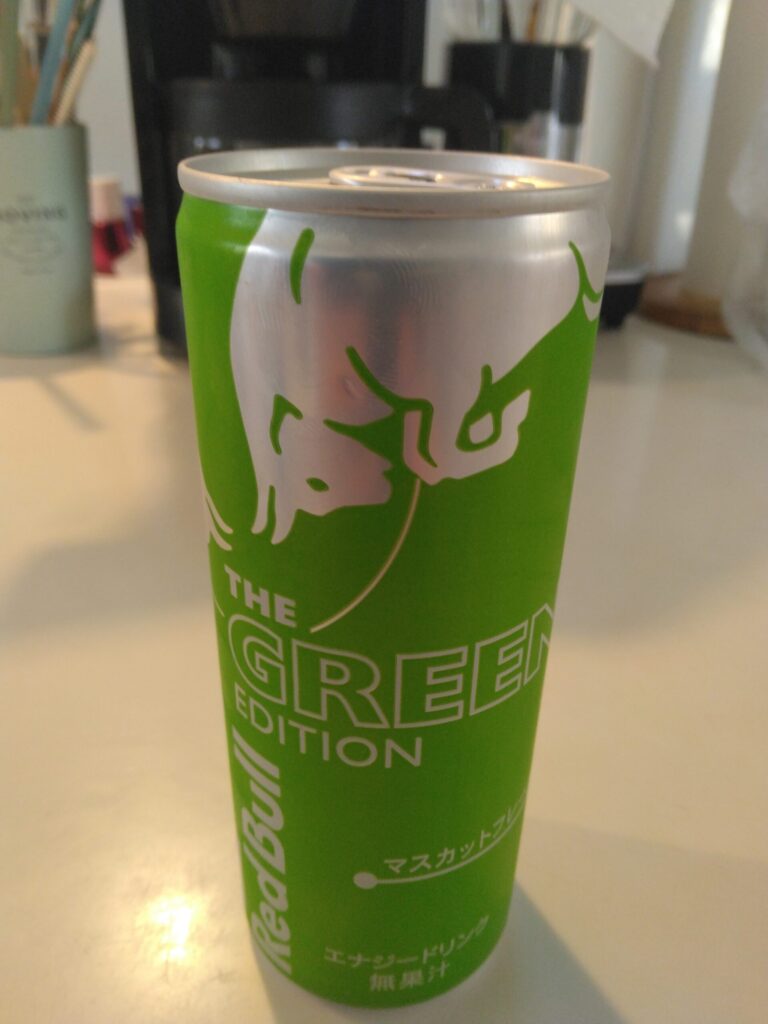 THE
GREEN
EDITION
Red Bull
マスカットフレ
エナジードリンク
無果汁